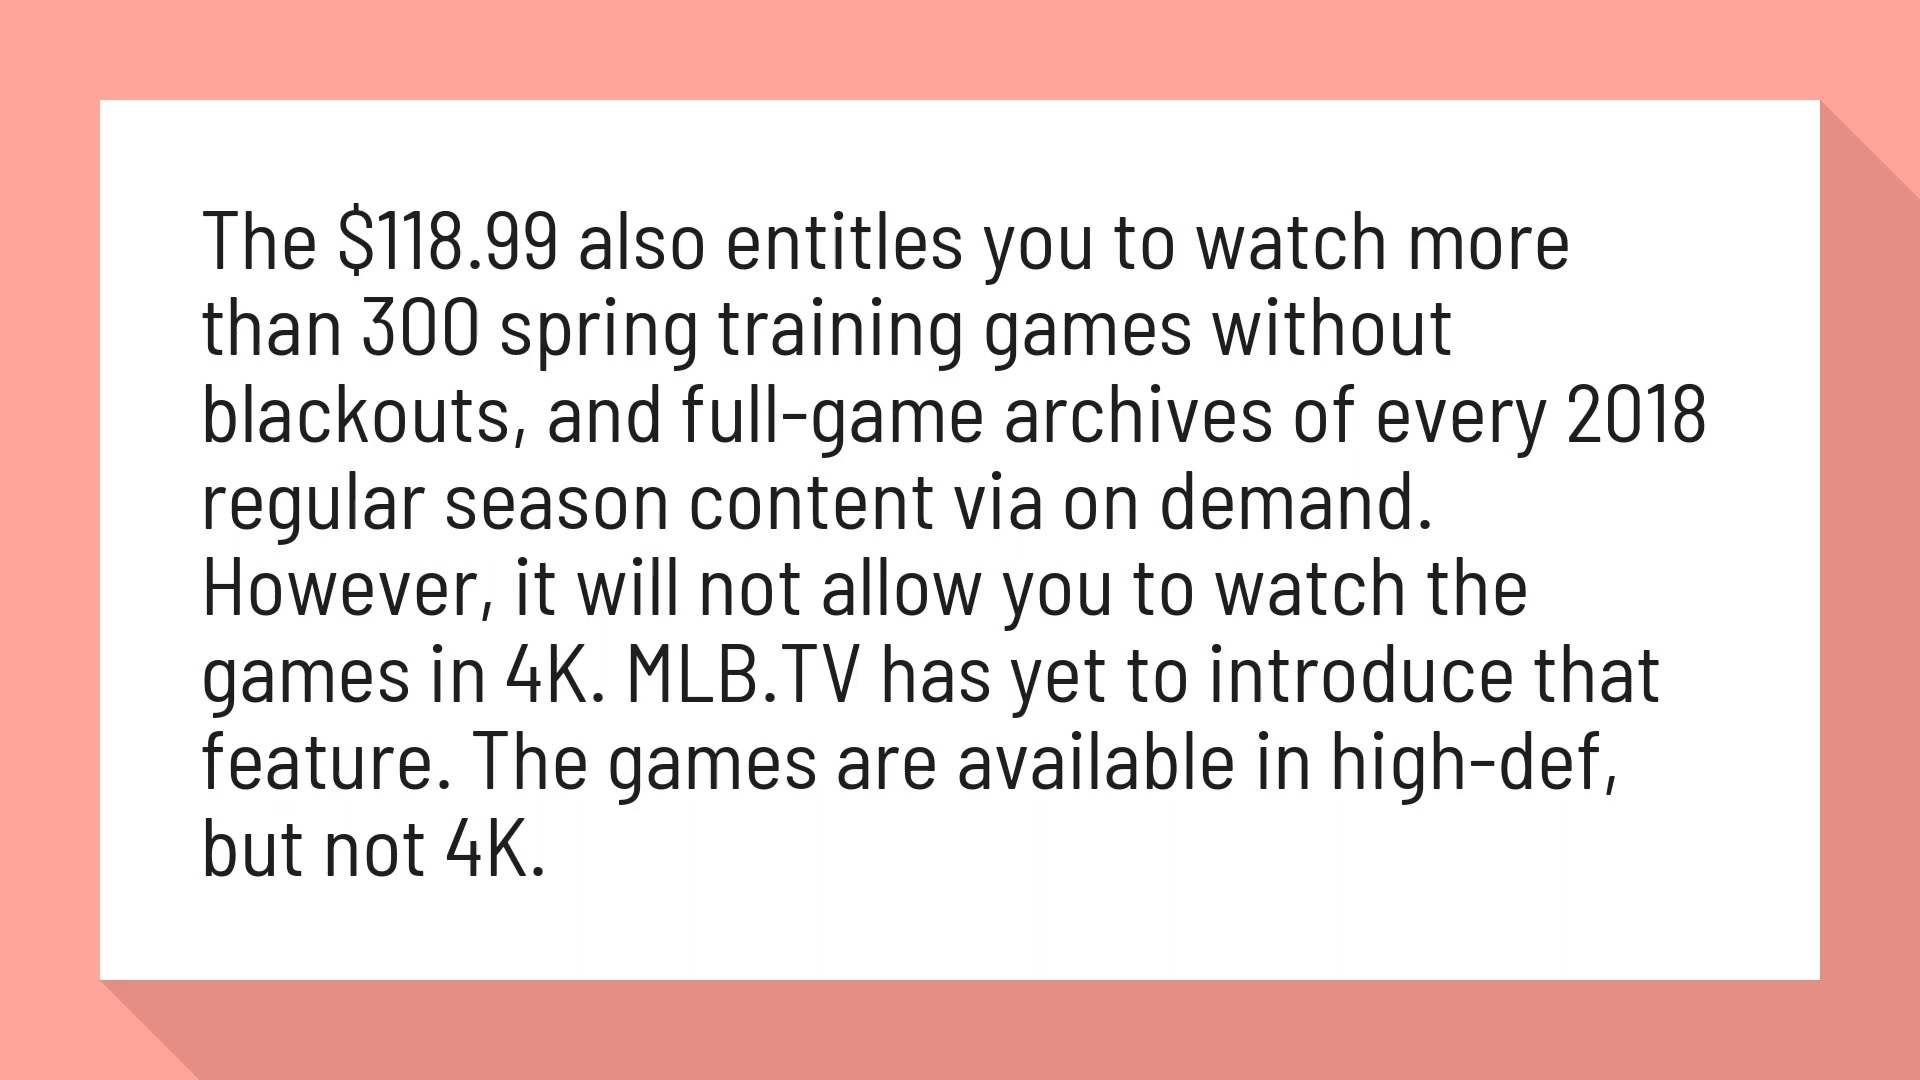 The $118.99 also entitles you to watch more
than 300 spring training games without
blackouts, and full-game archives of every 2018
regular season content via on demand.
However, it will not allow you to watch the
games in 4K. MLB.TV has yet to introduce that
feature. The games are available in high-def,
but not 4K.